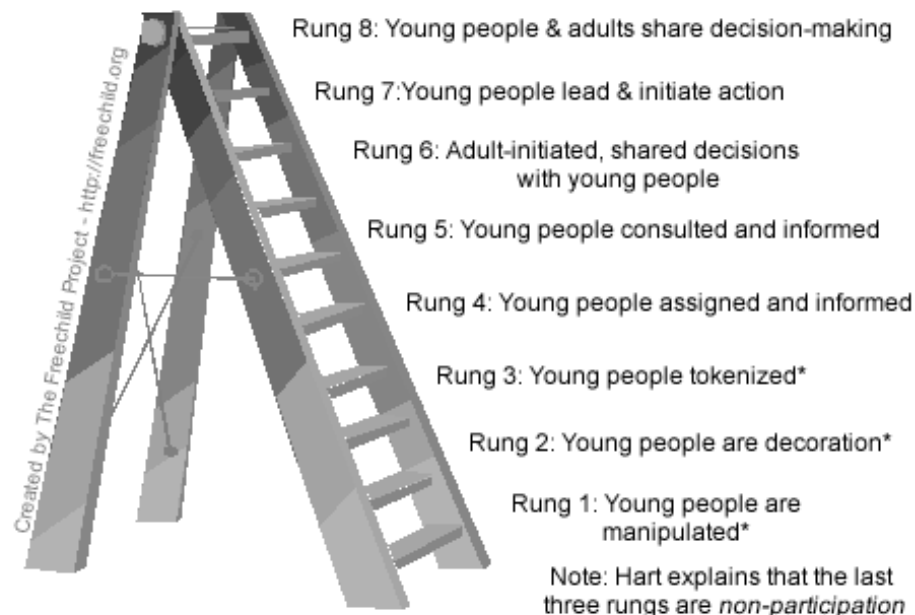 Rung 8: Young people & adults share decision-making
Rung 7:Young people lead & initiate action
Rung 6: Adult-initiated, shared decisions
with young people
Rung 5: Young people consulted and informed
Rung 4: Young people assigned and informed
Rung 3: Young people tokenized*
Rung 2: Young people are decoration*
Rung 1: Young people are
manipulated*
Note: Hart explains that the last
three rungs are non-participation
Created by The Freechild Project - http://freechild.org